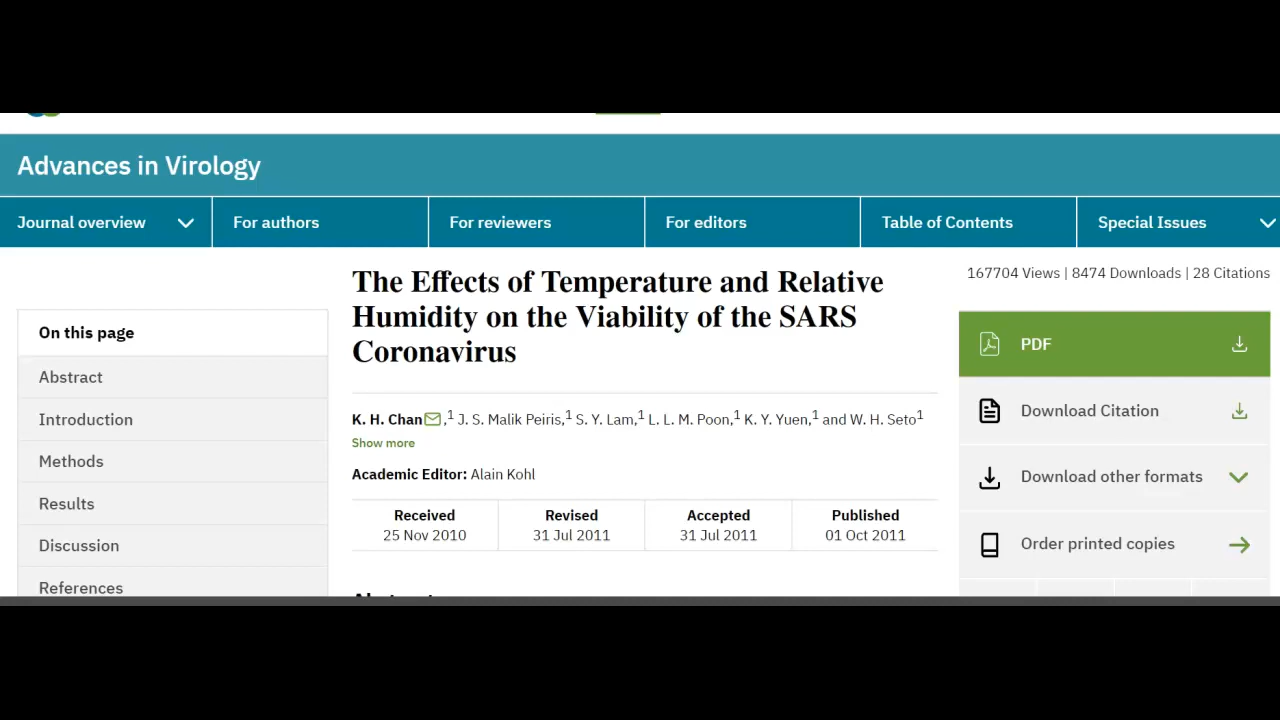 Advances in Virology
Journal overview
For authors
For reviewers
For editors
Table of Contents
Special Issues
The Effects of Temperature and Relative
Humidity on the Viability of the SARS
Coronavirus
167704 Views | 8474 Downloads | 28 Citations
On this page
Abstract
Introduction
Methods
Results
Discussion
References
K. H. Chan,1 J. S. Malik Peiris,1 S. Y. Lam,1 L. L. M. Poon,1 K. Y. Yuen,1 and W. H. Seto1
Show more
Academic Editor: Alain Kohl
Received Revised Accepted Published
25 Nov 2010 31 Jul 2011 31 Jul 2011 01 Oct 2011
PDF
Download Citation
Download other formats
Order printed copies